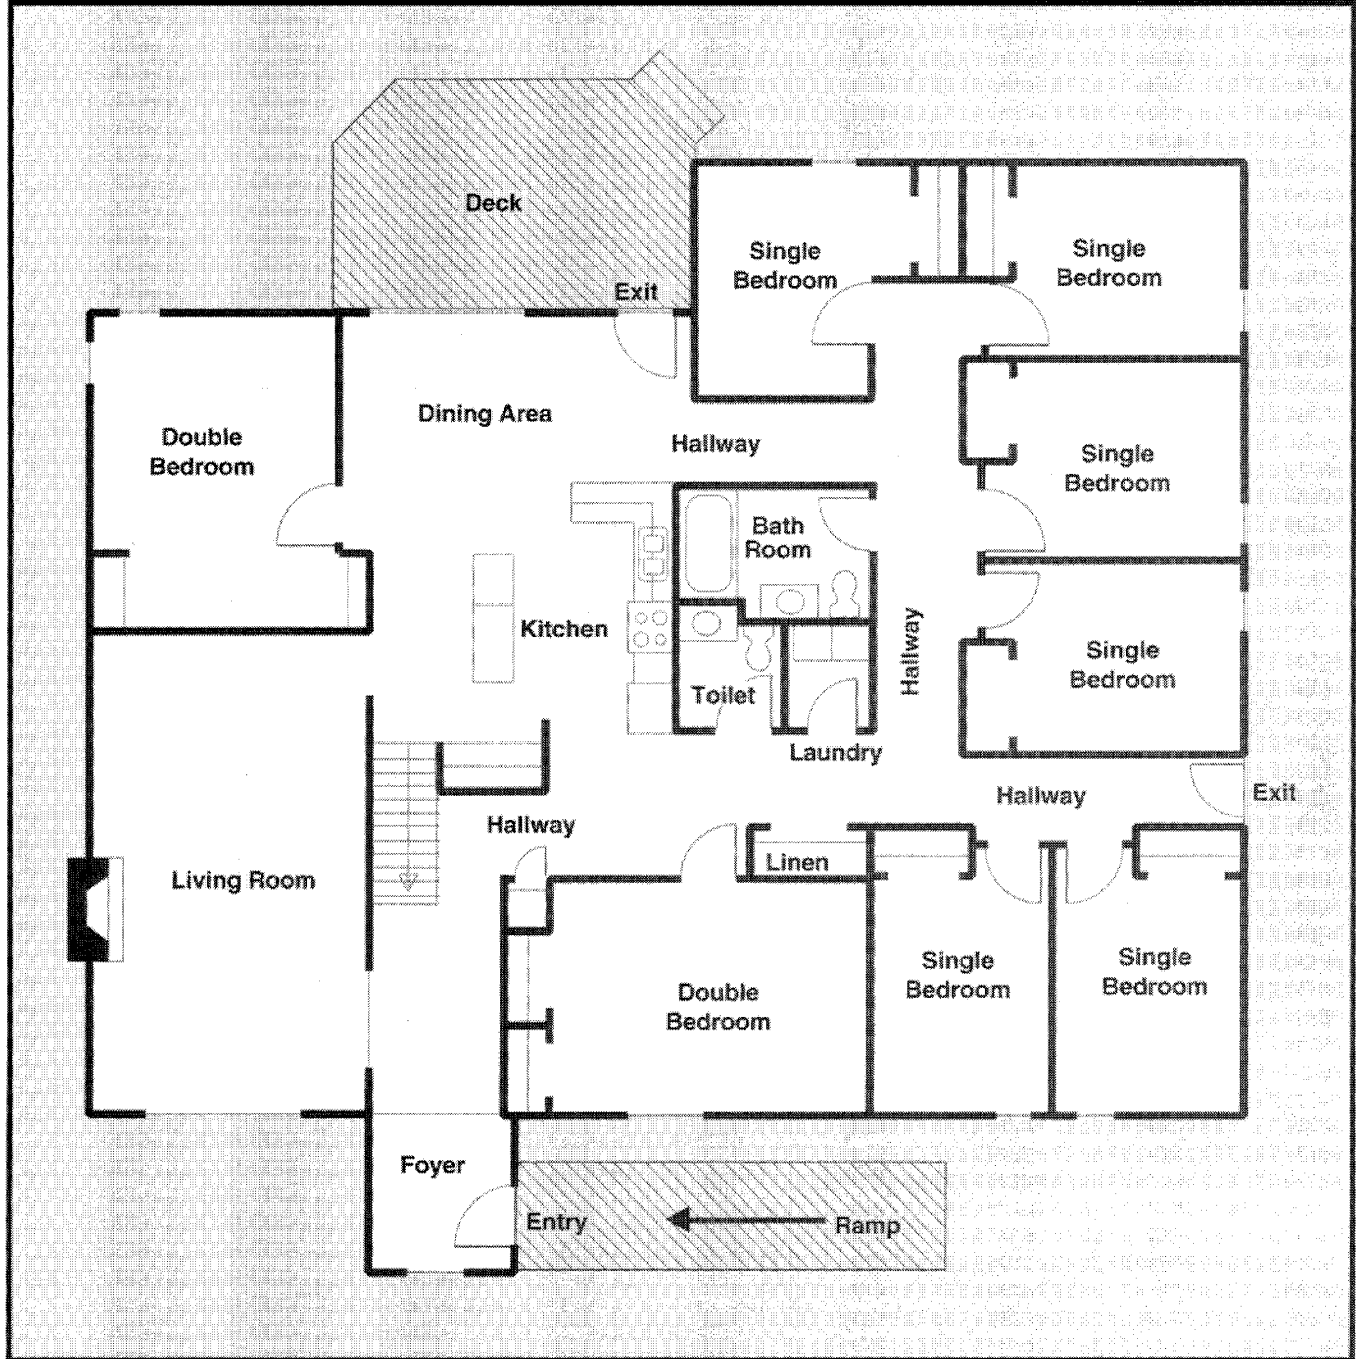 Deck
Single
Bedroom
Single
Bedroom
Exit
Dining Area
Double
Bedroom
Hallway
Single
Bedroom
Bath
Room
Kitchen
Hallway
Single
Bedroom
Toilet
Laundry
Hallway
Exit
Hallway
Living Room
Linen
Single
Bedroom
Single
Bedroom
Double
Bedroom
Foyer
Entry
Ramp